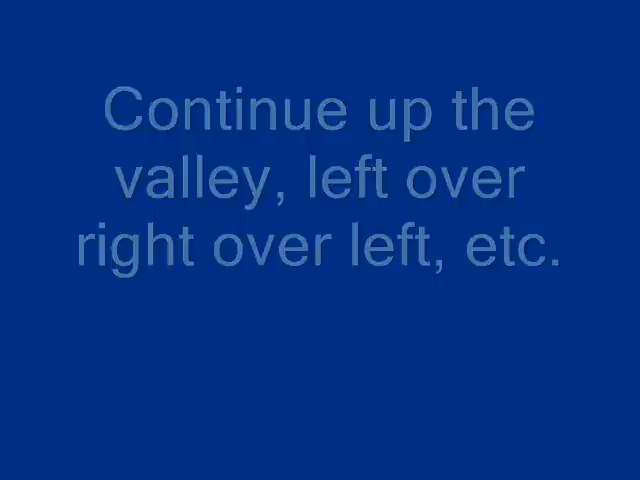 Continue up the
valley, left over
right over left, etc.